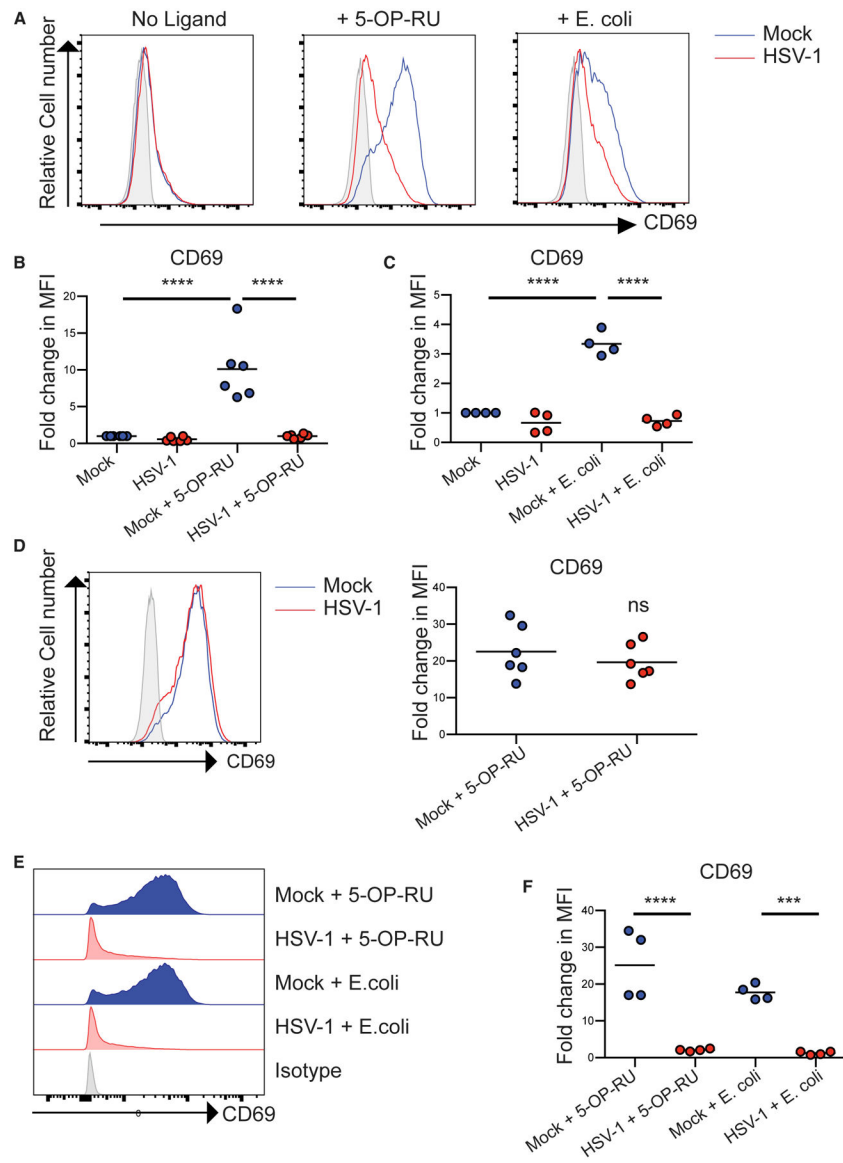 A
No Ligand
+ 5-OP-RU
+ E. coli
Mock
HSV-1
Relative Cell number
CD69
B
CD69
**** ****
Fold change in MFI
20
15
10
5
0
Mock
HSV-1
Mock + 5-OP-RU
HSV-1 + 5-OP-RU
C
CD69
**** ****
Fold change in MFI
5
4
3
2
1
0
Mock
HSV-1
Mock + E. coli
HSV-1 + E. coli
D
Relative Cell number
CD69
Mock
HSV-1
CD69
ns
Fold change in MFI
40
30
20
10
0
Mock + 5-OP-RU
HSV-1 + 5-OP-RU
E
Mock + 5-OP-RU
HSV-1 + 5-OP-RU
Mock + E.coli
HSV-1 + E.coli
Isotype
0
CD69
F
CD69
**** ***
Fold change in MFI
40
30
20
10
0
Mock + 5-OP-RU
HSV-1 + 5-OP-RU
Mock + E. coli
HSV-1 + E. coli